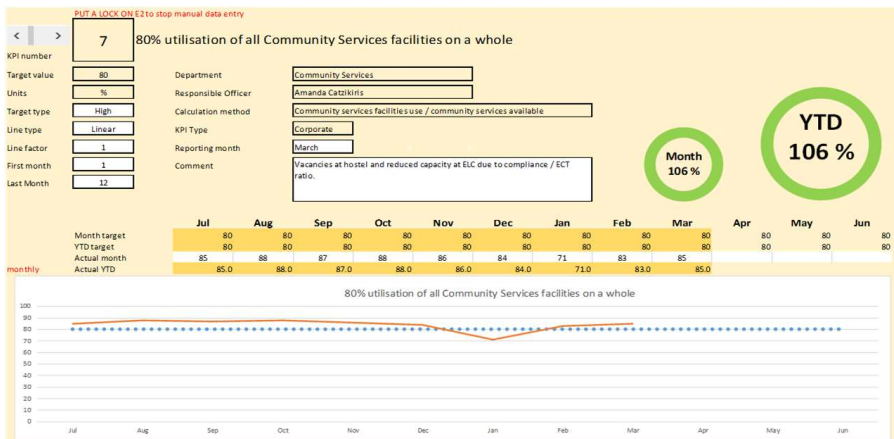 PUT A LOCK ON E2 to stop manual data entry
< >
KPI number
7
80% utilisation of all Community Services facilities on a whole
Target value 80 Department Community Services
Units % Responsible Officer Amanda Catzikiris
Target type High Calculation method Community services facilities use / community services available
Line type Linear KPI Type Corporate
Line factor 1 Reporting month March
First month 1 Comment Vacancies at hostel and reduced capacity at ELC due to compliance / ECT
ratio.
Last Month 12
Month
106 %
YTD
106 %
Jul Aug Sep Oct Nov Dec Jan Feb Mar Apr May Jun
Month target 80 80 80 80 80 80 80 80 80 80 80 80
YTD target 80 80 80 80 80 80 80 80 80 80 80 80
Actual month 85 88 87 88 86 84 71 83 85
monthly Actual YTD 85.0 88.0 87.0 88.0 86.0 84.0 71.0 83.0 85.0
80% utilisation of all Community Services facilities on a whole
100
90
80
70
60
50
40
30
20
10
0
Jul Aug Sep Oct Nov Dec Jan Feb Mar Apr May Jun